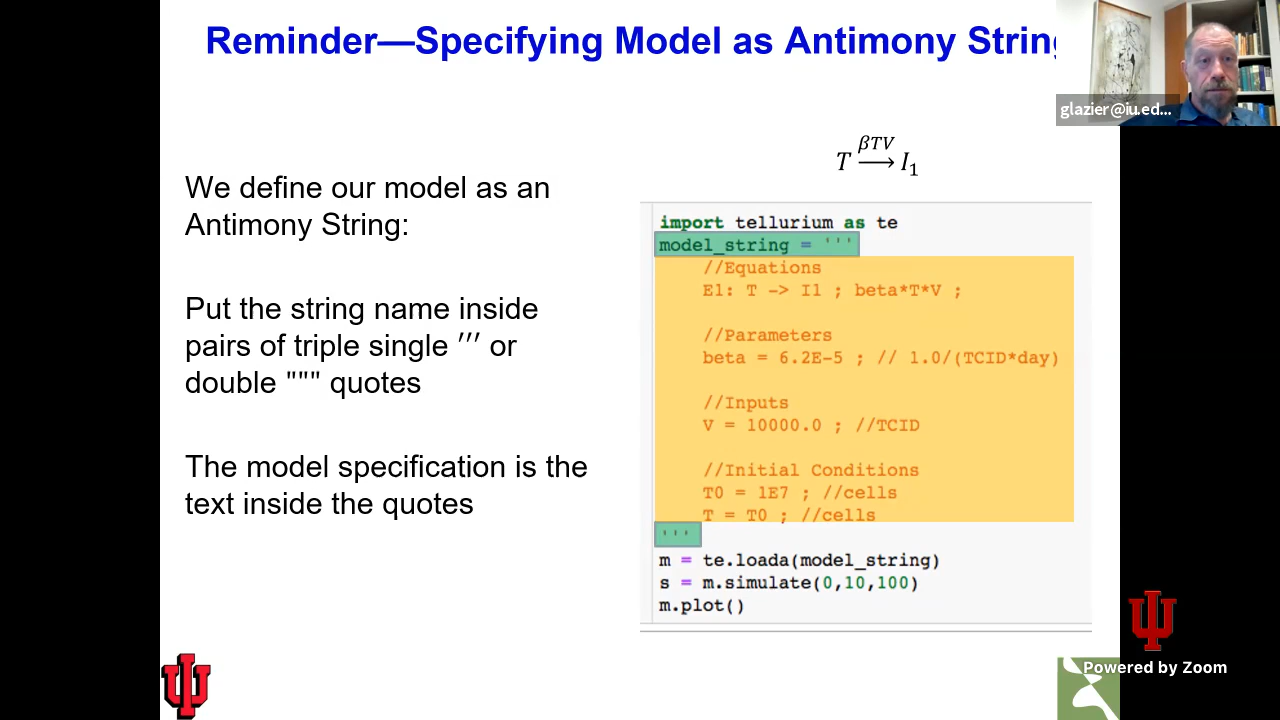 Reminder—Specifying Model as Antimony String
glazier@iu.ed...
T βTV⟶ I₁
We define our model as an
Antimony String:
Put the string name inside
pairs of triple single ′′′ or
double """ quotes
The model specification is the
text inside the quotes
import tellurium as te
model_string = '''
//Equations
E1: T -> I1 ; beta*T*V ;
//Parameters
beta = 6.2E-5 ; // 1.0/(TCID*day)
//Inputs
V = 10000.0 ; //TCID
//Initial Conditions
T0 = 1E7 ; //cells
T = T0 ; //cells
'''
m = te.loada(model_string)
s = m.simulate(0,10,100)
m.plot()
Powered by Zoom